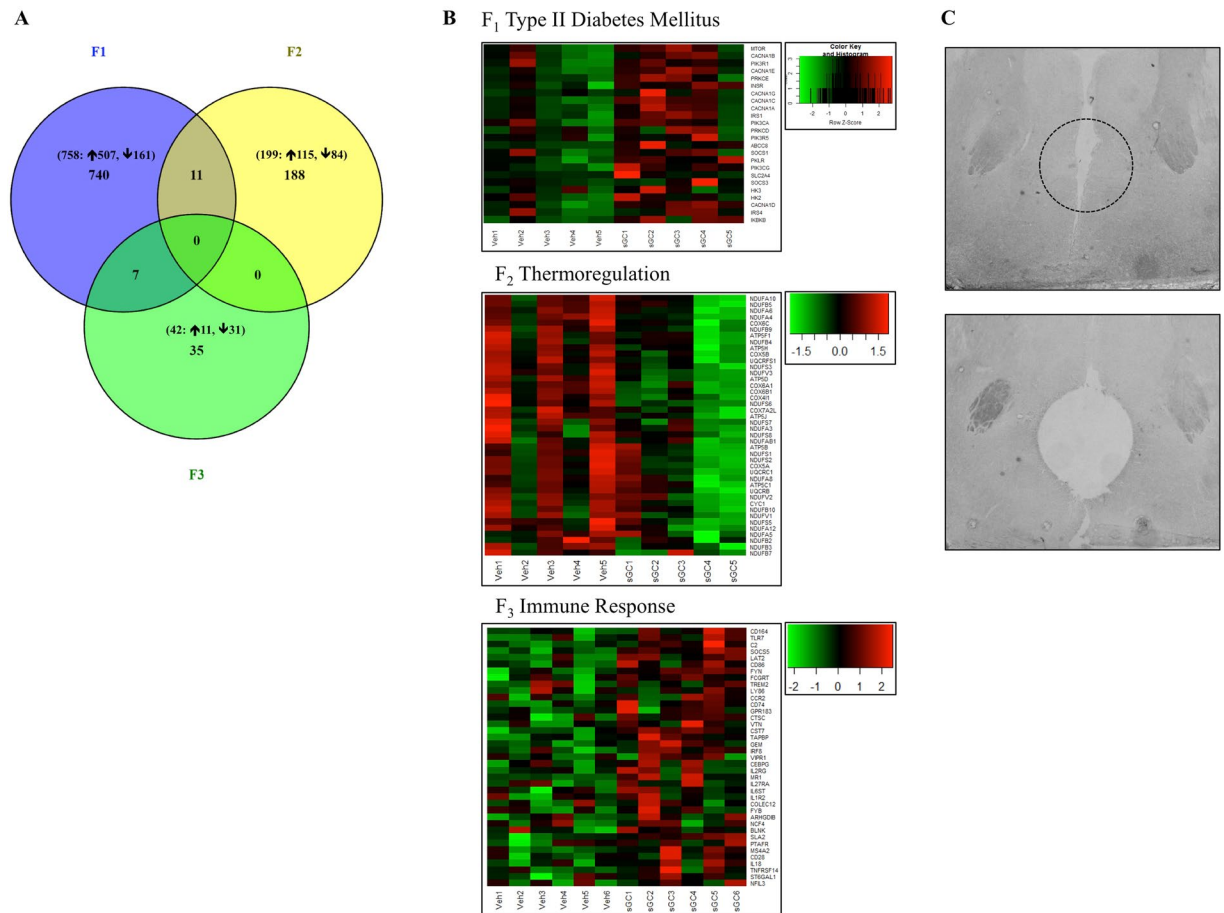 A
F1
F2
(758: ↑507, ↓161)
740
11
(199: ↑115, ↓84)
188
0
7
0
(42: ↑11, ↓31)
35
F3
B
F1 Type II Diabetes Mellitus
MTOR
CACNA1B
PIK3R1
CACNA1E
PRKCE
INSR
CACNA1G
CACNA1C
CACNA1A
IRS1
PIK3CA
PRKCD
PIK3R5
ABCC8
SOCS1
PKLR
PIK3CG
SLC2A4
SOCS3
HK3
HK2
CACNA1D
IRS4
IKBKB
Veh1 Veh2 Veh3 Veh4 Veh5 sGC1 sGC2 sGC3 sGC4 sGC5
Color Key
and Histogram
0 1 2 3
-2 -1 0 1 2
Row Z-Score
F2 Thermoregulation
NDUFA10
NDUFB5
NDUFA6
NDUFA4
COX6C
NDUFB9
ATP5F1
NDUFB4
ATP5H
COX5B
UQCRFS1
NDUFS3
NDUFV3
ATP5D
COX8A1
COX6B1
COX4I1
NDUFS6
COX7A2L
ATP5J
NDUFS7
NDUFA3
NDUFS8
NDUFAB1
ATP5B
NDUFS1
NDUFS2
COX5A
UQCRC1
NDUFA8
ATP5C1
UQCRB
NDUFV2
CYC1
NDUFB10
NDUFV1
NDUFS5
NDUFA12
NDUFA5
NDUFB2
NDUFB3
NDUFB7
Veh1 Veh2 Veh3 Veh4 Veh5 sGC1 sGC2 sGC3 sGC4 sGC5
-1.5 0.0 1.5
F3 Immune Response
CD164
TLR7
C2
SOCS5
LAT2
CD86
FYN
FCGRT
TREM2
LY86
CCR2
CD74
GPR183
CTSC
VTN
CST7
TAPBP
GEM
IRF8
VIPR1
CEBPG
IL2RG
MR1
IL27RA
IL6ST
IL1R2
COLEC12
FYB
ARHGDIB
NCF4
BLNK
SLA2
PTAFR
MS4A2
CD28
IL18
TNFRSF14
ST6GAL1
NFIL3
Veh1 Veh2 Veh3 Veh4 Veh5 Veh6 sGC1 sGC2 sGC3 sGC4 sGC5 sGC6
-2 -1 0 1 2
C